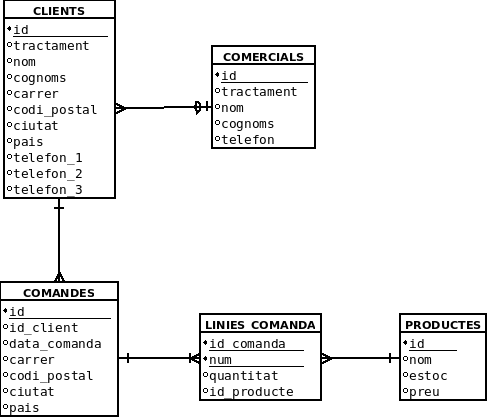 CLIENTS
id
tractament
nom
cognoms
carrer
codi_postal
ciutat
pais
telefon_1
telefon_2
telefon_3
COMERCIALS
id
tractament
nom
cognoms
telefon
COMANDES
id
id_client
data_comanda
carrer
codi_postal
ciutat
pais
LINIES_COMANDA
id_comanda
num
quantitat
id_producte
PRODUCTES
id
nom
estoc
preu